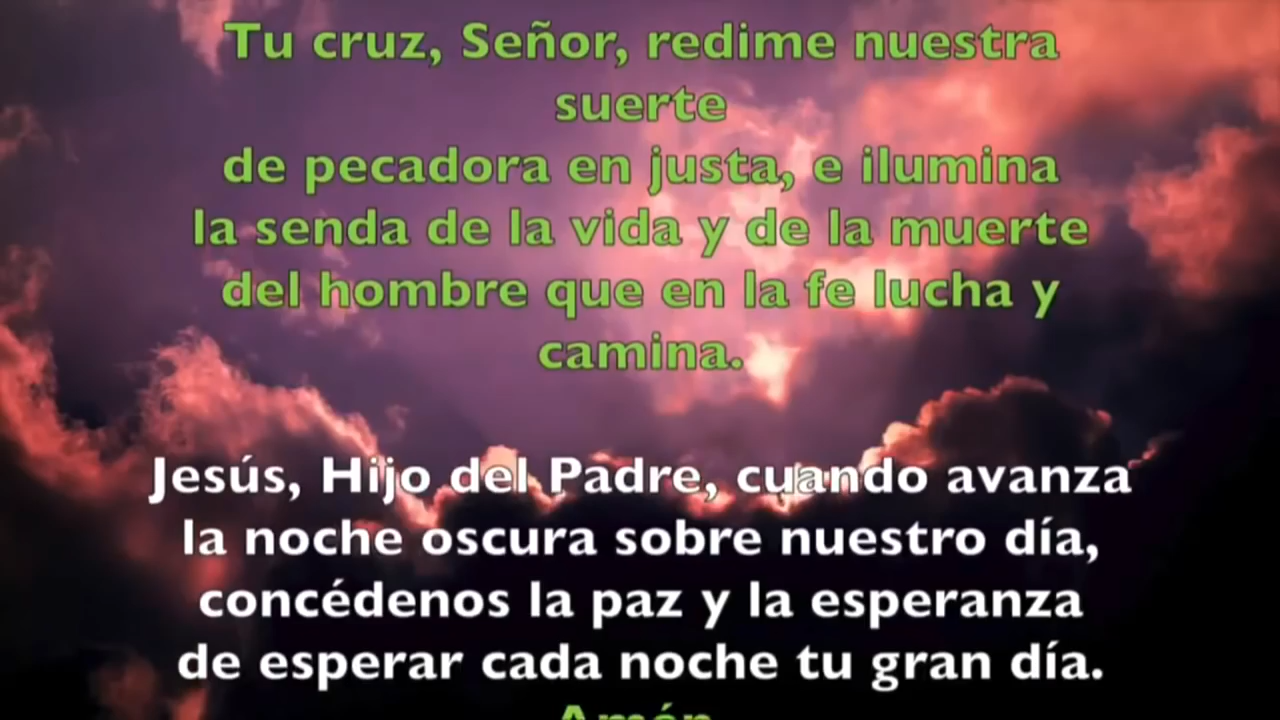 Tu cruz, Señor, redime nuestra
suerte
de pecadora en justa, e ilumina
la senda de la vida y de la muerte
del hombre que en la fe lucha y
camina.
Jesús, Hijo del Padre, cuando avanza
la noche oscura sobre nuestro día,
concédenos la paz y la esperanza
de esperar cada noche tu gran día.
Amén